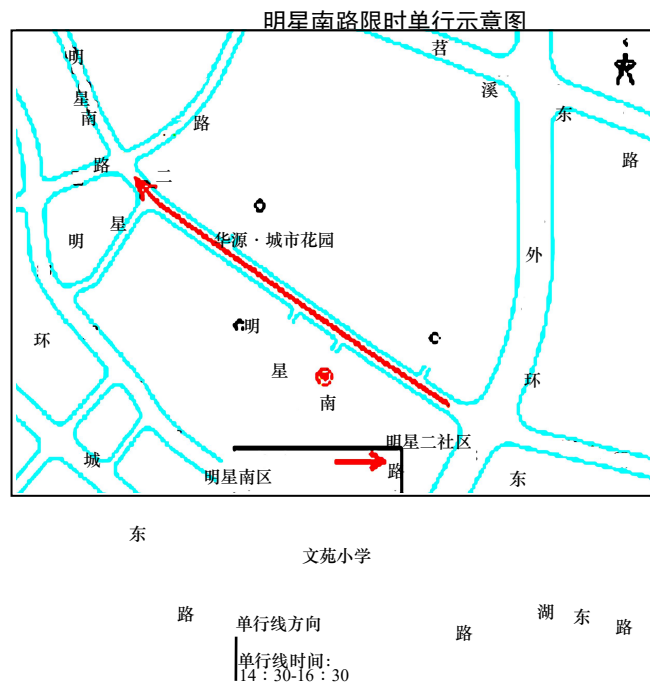 明星南路限时单行示意图
明
苕
溪
星
南
东
路
路
路
二
星
明
华源·城市花园
外
明
环
星
环
南
明星二社区
城
明星南区
路
东
东
文苑小学
路
单行线方向
路
湖
东
路
单行线时间:
14:30-16:30